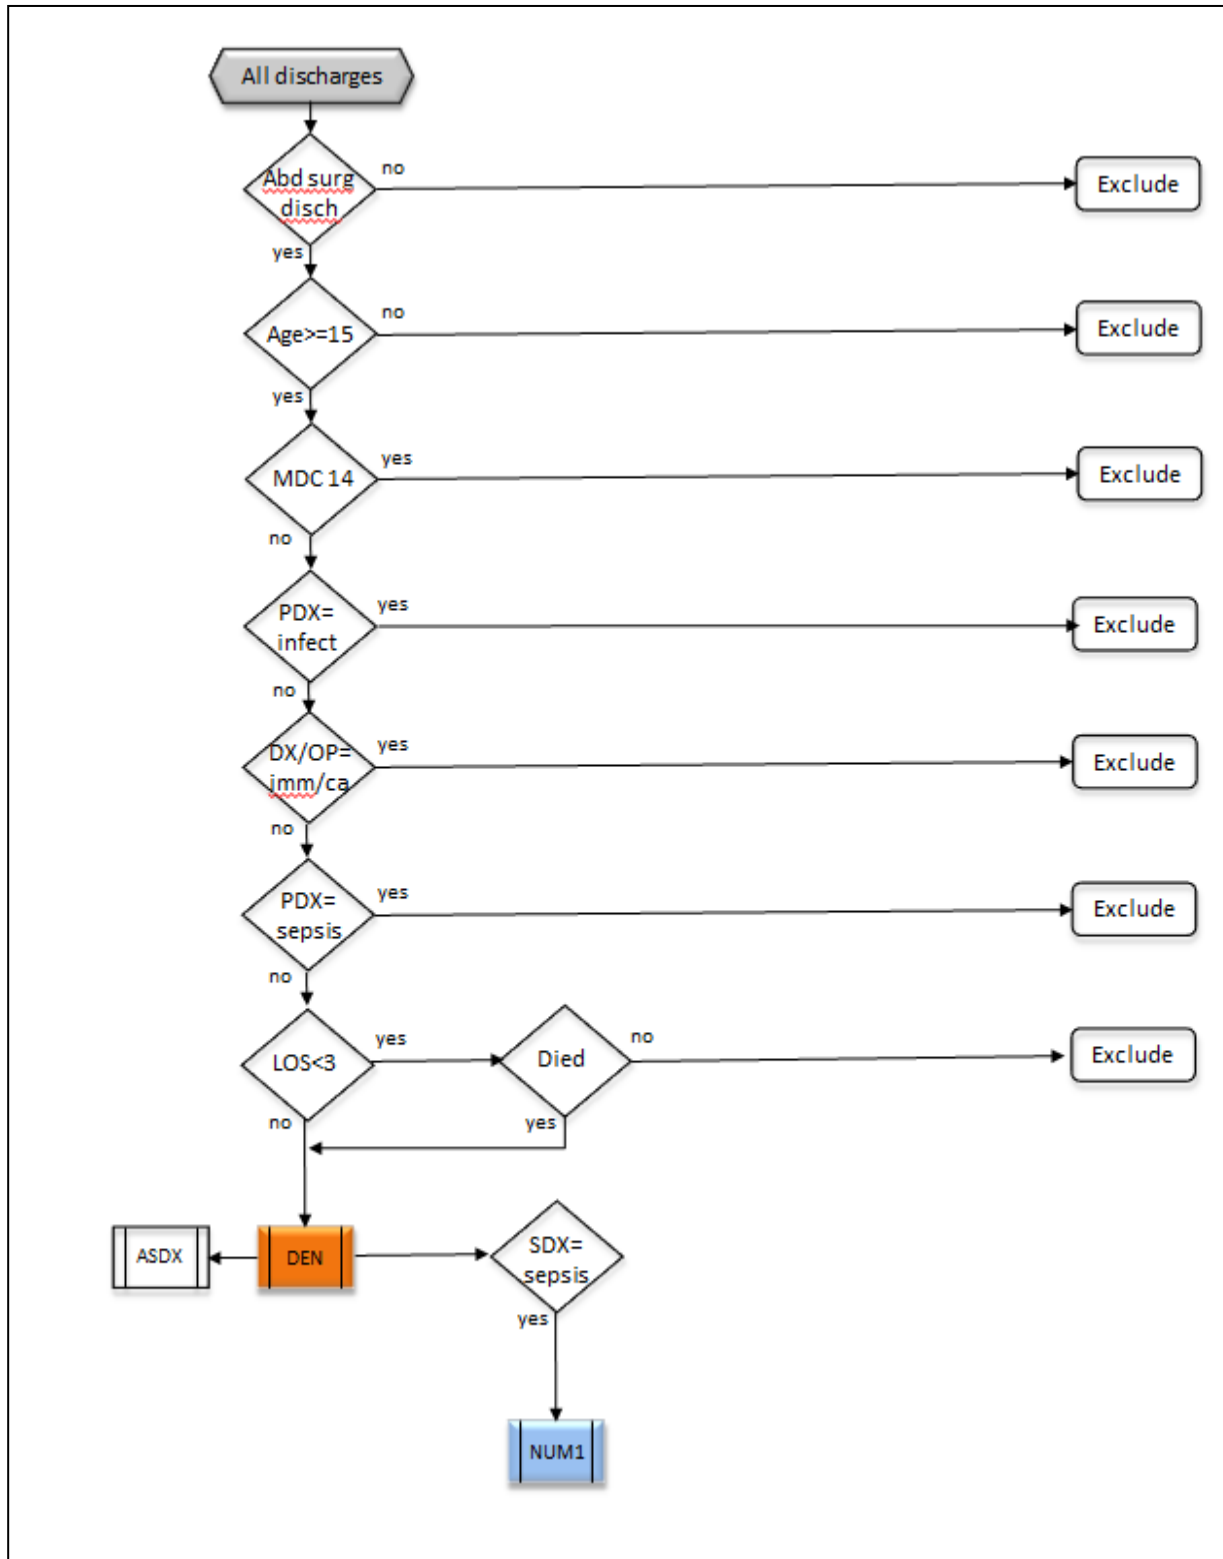 All discharges
Abd surg
disch
no
Exclude
yes
Age>=15
no
Exclude
yes
MDC 14
yes
Exclude
no
PDX=
infect
yes
Exclude
no
DX/OP=
imm/ca
yes
Exclude
no
PDX=
sepsis
yes
Exclude
no
LOS<3
yes
Died
no
Exclude
no
yes
ASDX
DEN
SDX=
sepsis
yes
NUM1